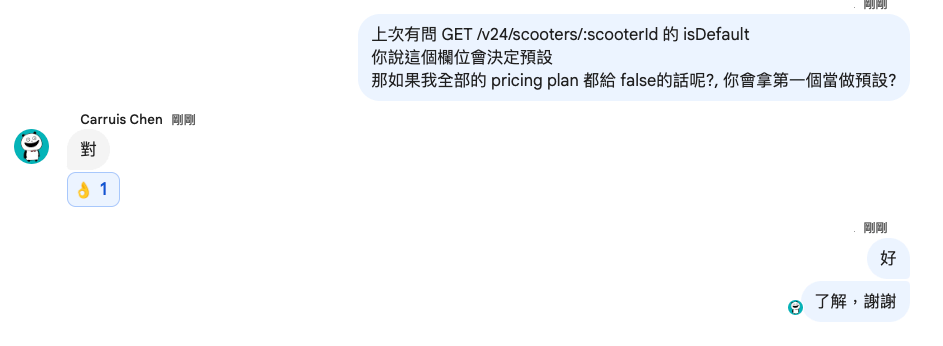 剛剛
上次有問 GET /v24/scooters/:scooterId 的 isDefault
你說這個欄位會決定預設
那如果我全部的 pricing plan 都給 false的話呢?, 你會拿第一個當做預設?
Carruis Chen 剛剛
對
👌 1
剛剛
好
了解，謝謝